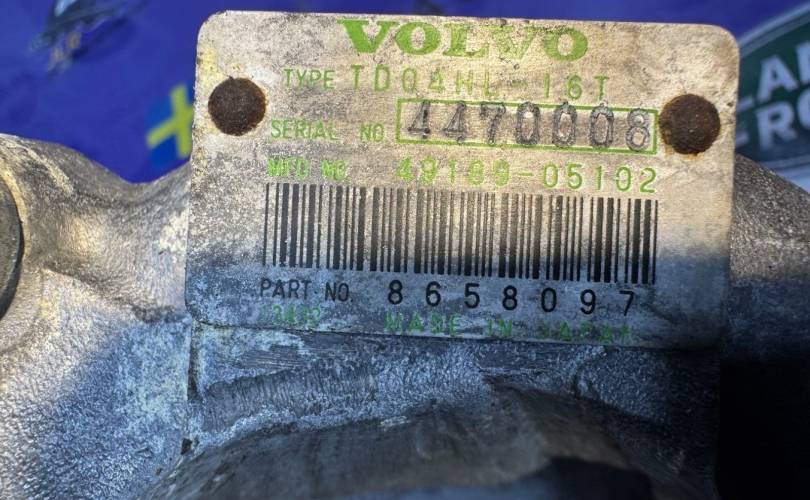 VOLVO
TYPE TD04HL-16T
SERIAL NO 4470008
MFD NO. 49189-05102
PART NO. 8658097
MADE IN JAPAN